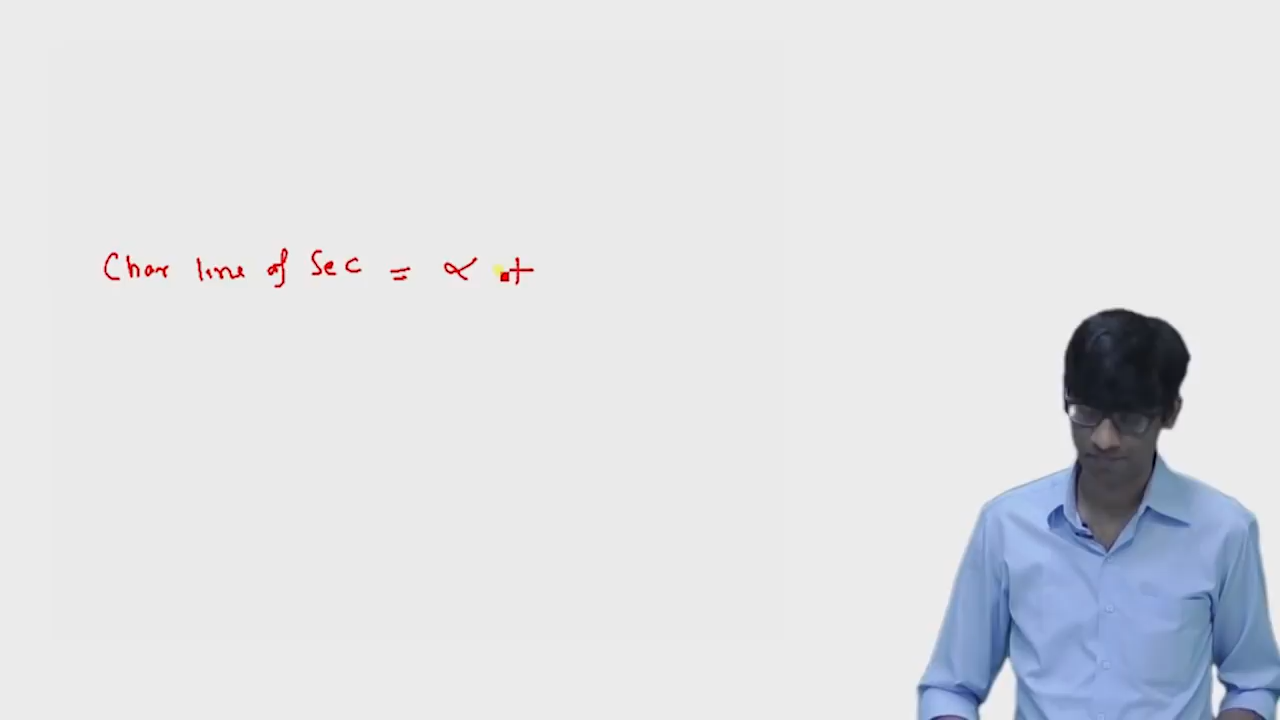 Char line of Sec = α +